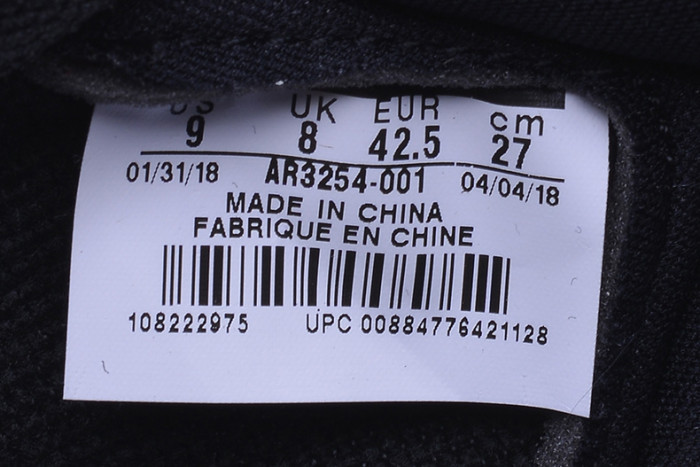 US UK EUR cm
9 8 42.5 27
01/31/18 AR3254-001 04/04/18
MADE IN CHINA
FABRIQUE EN CHINE
108222975 UPC 00884776421128